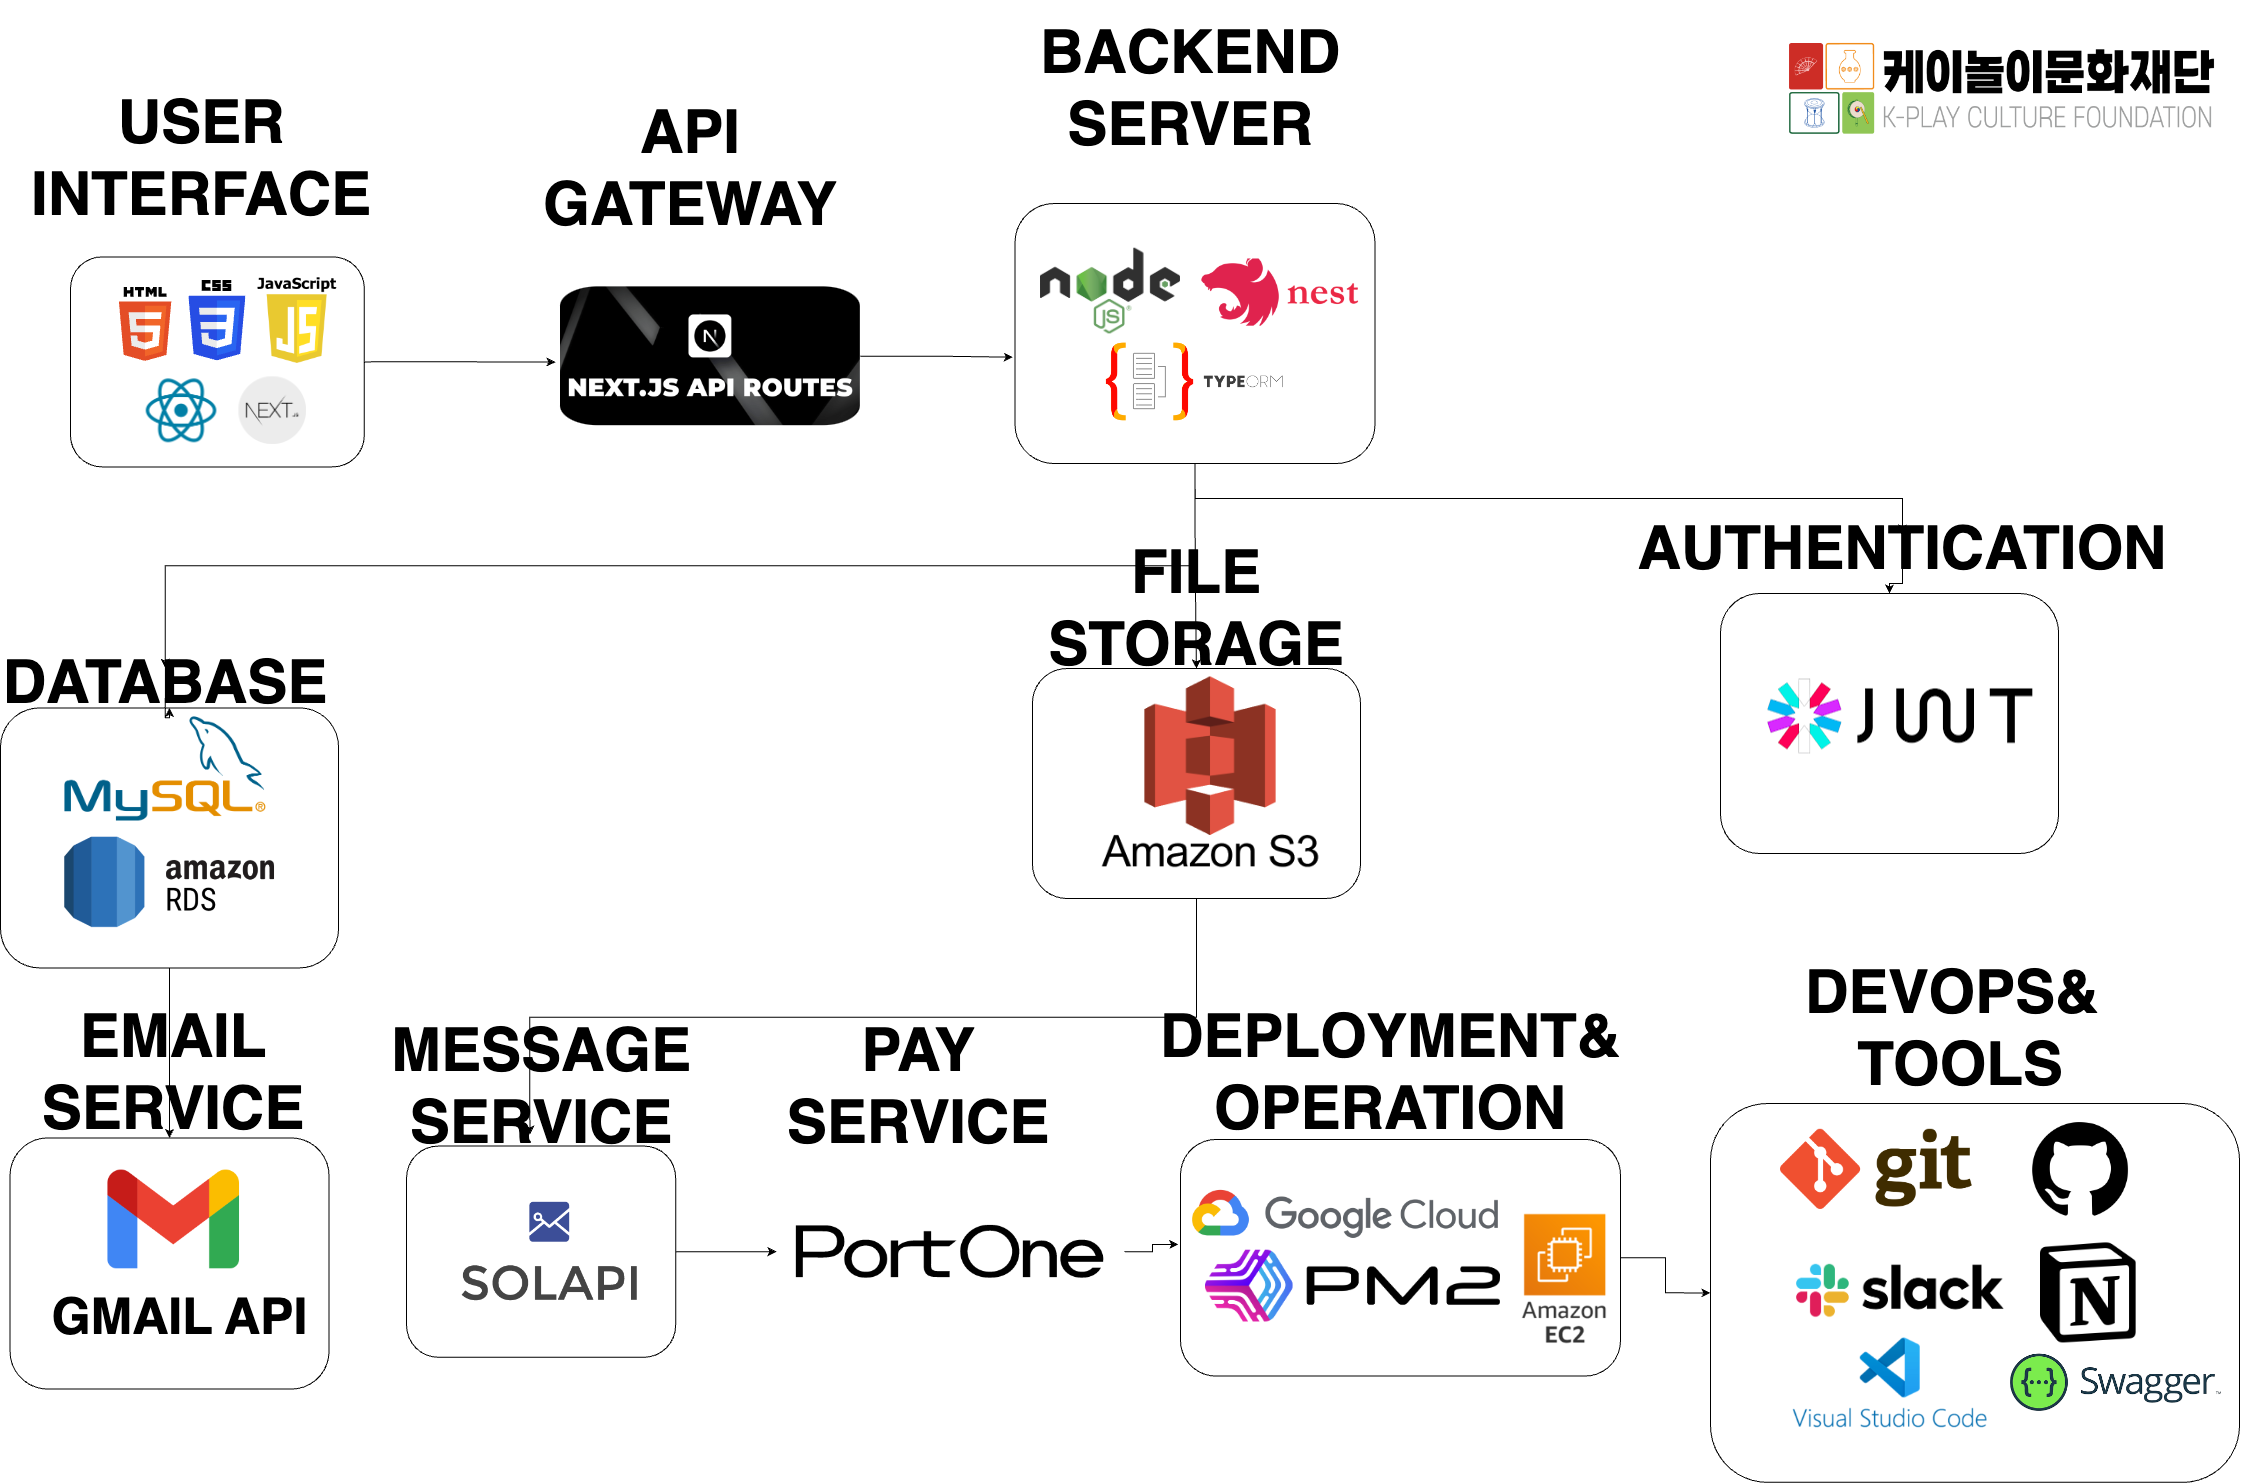 BACKEND
SERVER
케이놀이문화재단
K-PLAY CULTURE FOUNDATION
USER
INTERFACE
API
GATEWAY
HTML
CSS
JavaScript
5
3
JS
NEXT.JS
N
NEXT.JS API ROUTES
node
JS
nest
TYPEORM
FILE
STORAGE
AUTHENTICATION
DATABASE
MySQL®
amazon
RDS
Amazon S3
JWT
EMAIL
SERVICE
MESSAGE
SERVICE
PAY
SERVICE
DEPLOYMENT&
OPERATION
DEVOPS&
TOOLS
GMAIL API
SOLAPI
PortOne
Google Cloud
PM2
Amazon
EC2
git
slack
N
Visual Studio Code
{...} Swagger